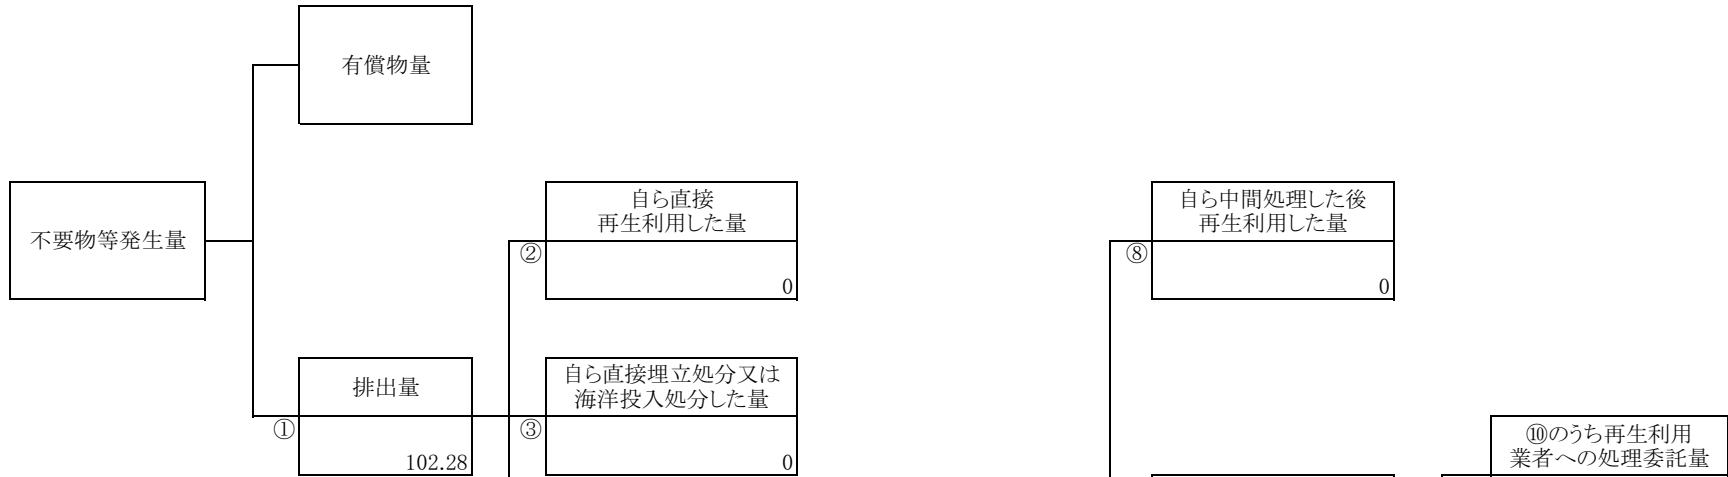 有償物量
不要物等発生量
自ら直接
再生利用した量
②
0
自ら中間処理した後
再生利用した量
⑧
0
排出量
①
102.28
自ら直接埋立処分又は
海洋投入処分した量
③
0
⑩のうち再生利用
業者への処理委託量